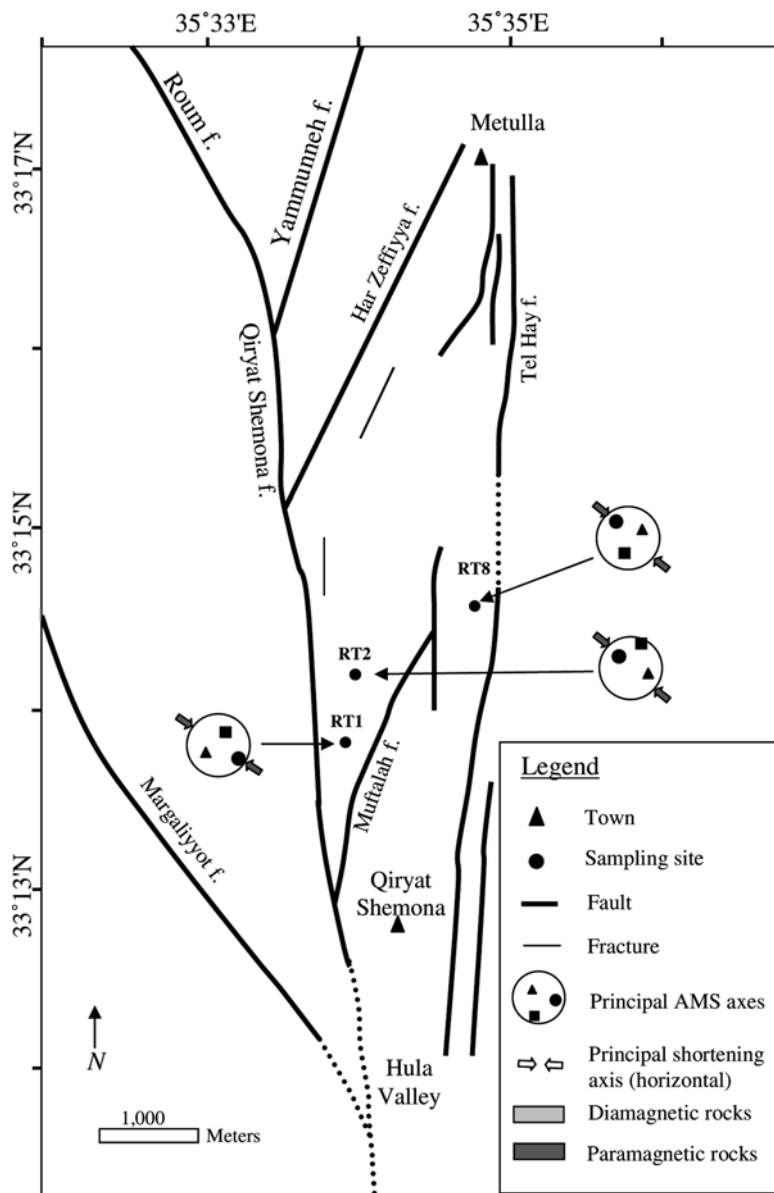 35°33'E
35°35'E
33°17'N
33°15'N
33°13'N
Roum f.
Yammunneh f.
Metulla
Har Zeffiyya f.
Tel Hay f.
Qiryat Shemona f.
RT8
RT2
RT1
Muftalah f.
Margaliyyot f.
Qiryat
Shemona
Hula
Valley
N
1,000
Meters
Legend
Town
Sampling site
Fault
Fracture
Principal AMS axes
Principal shortening
axis (horizontal)
Diamagnetic rocks
Paramagnetic rocks